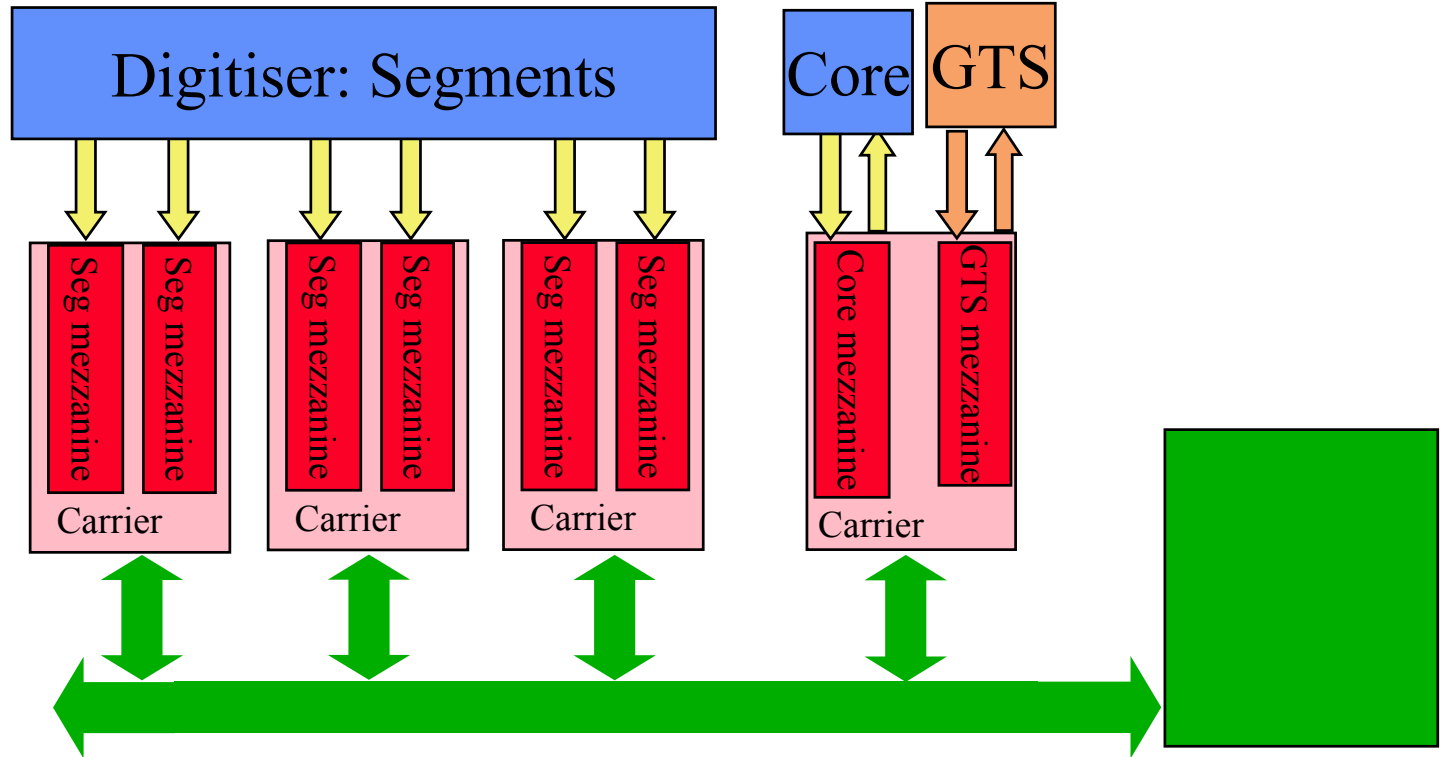 Digitiser: Segments
Core
GTS
Seg mezzanine
Seg mezzanine
Seg mezzanine
Seg mezzanine
Seg mezzanine
Seg mezzanine
Core mezzanine
GTS mezzanine
Carrier
Carrier
Carrier
Carrier